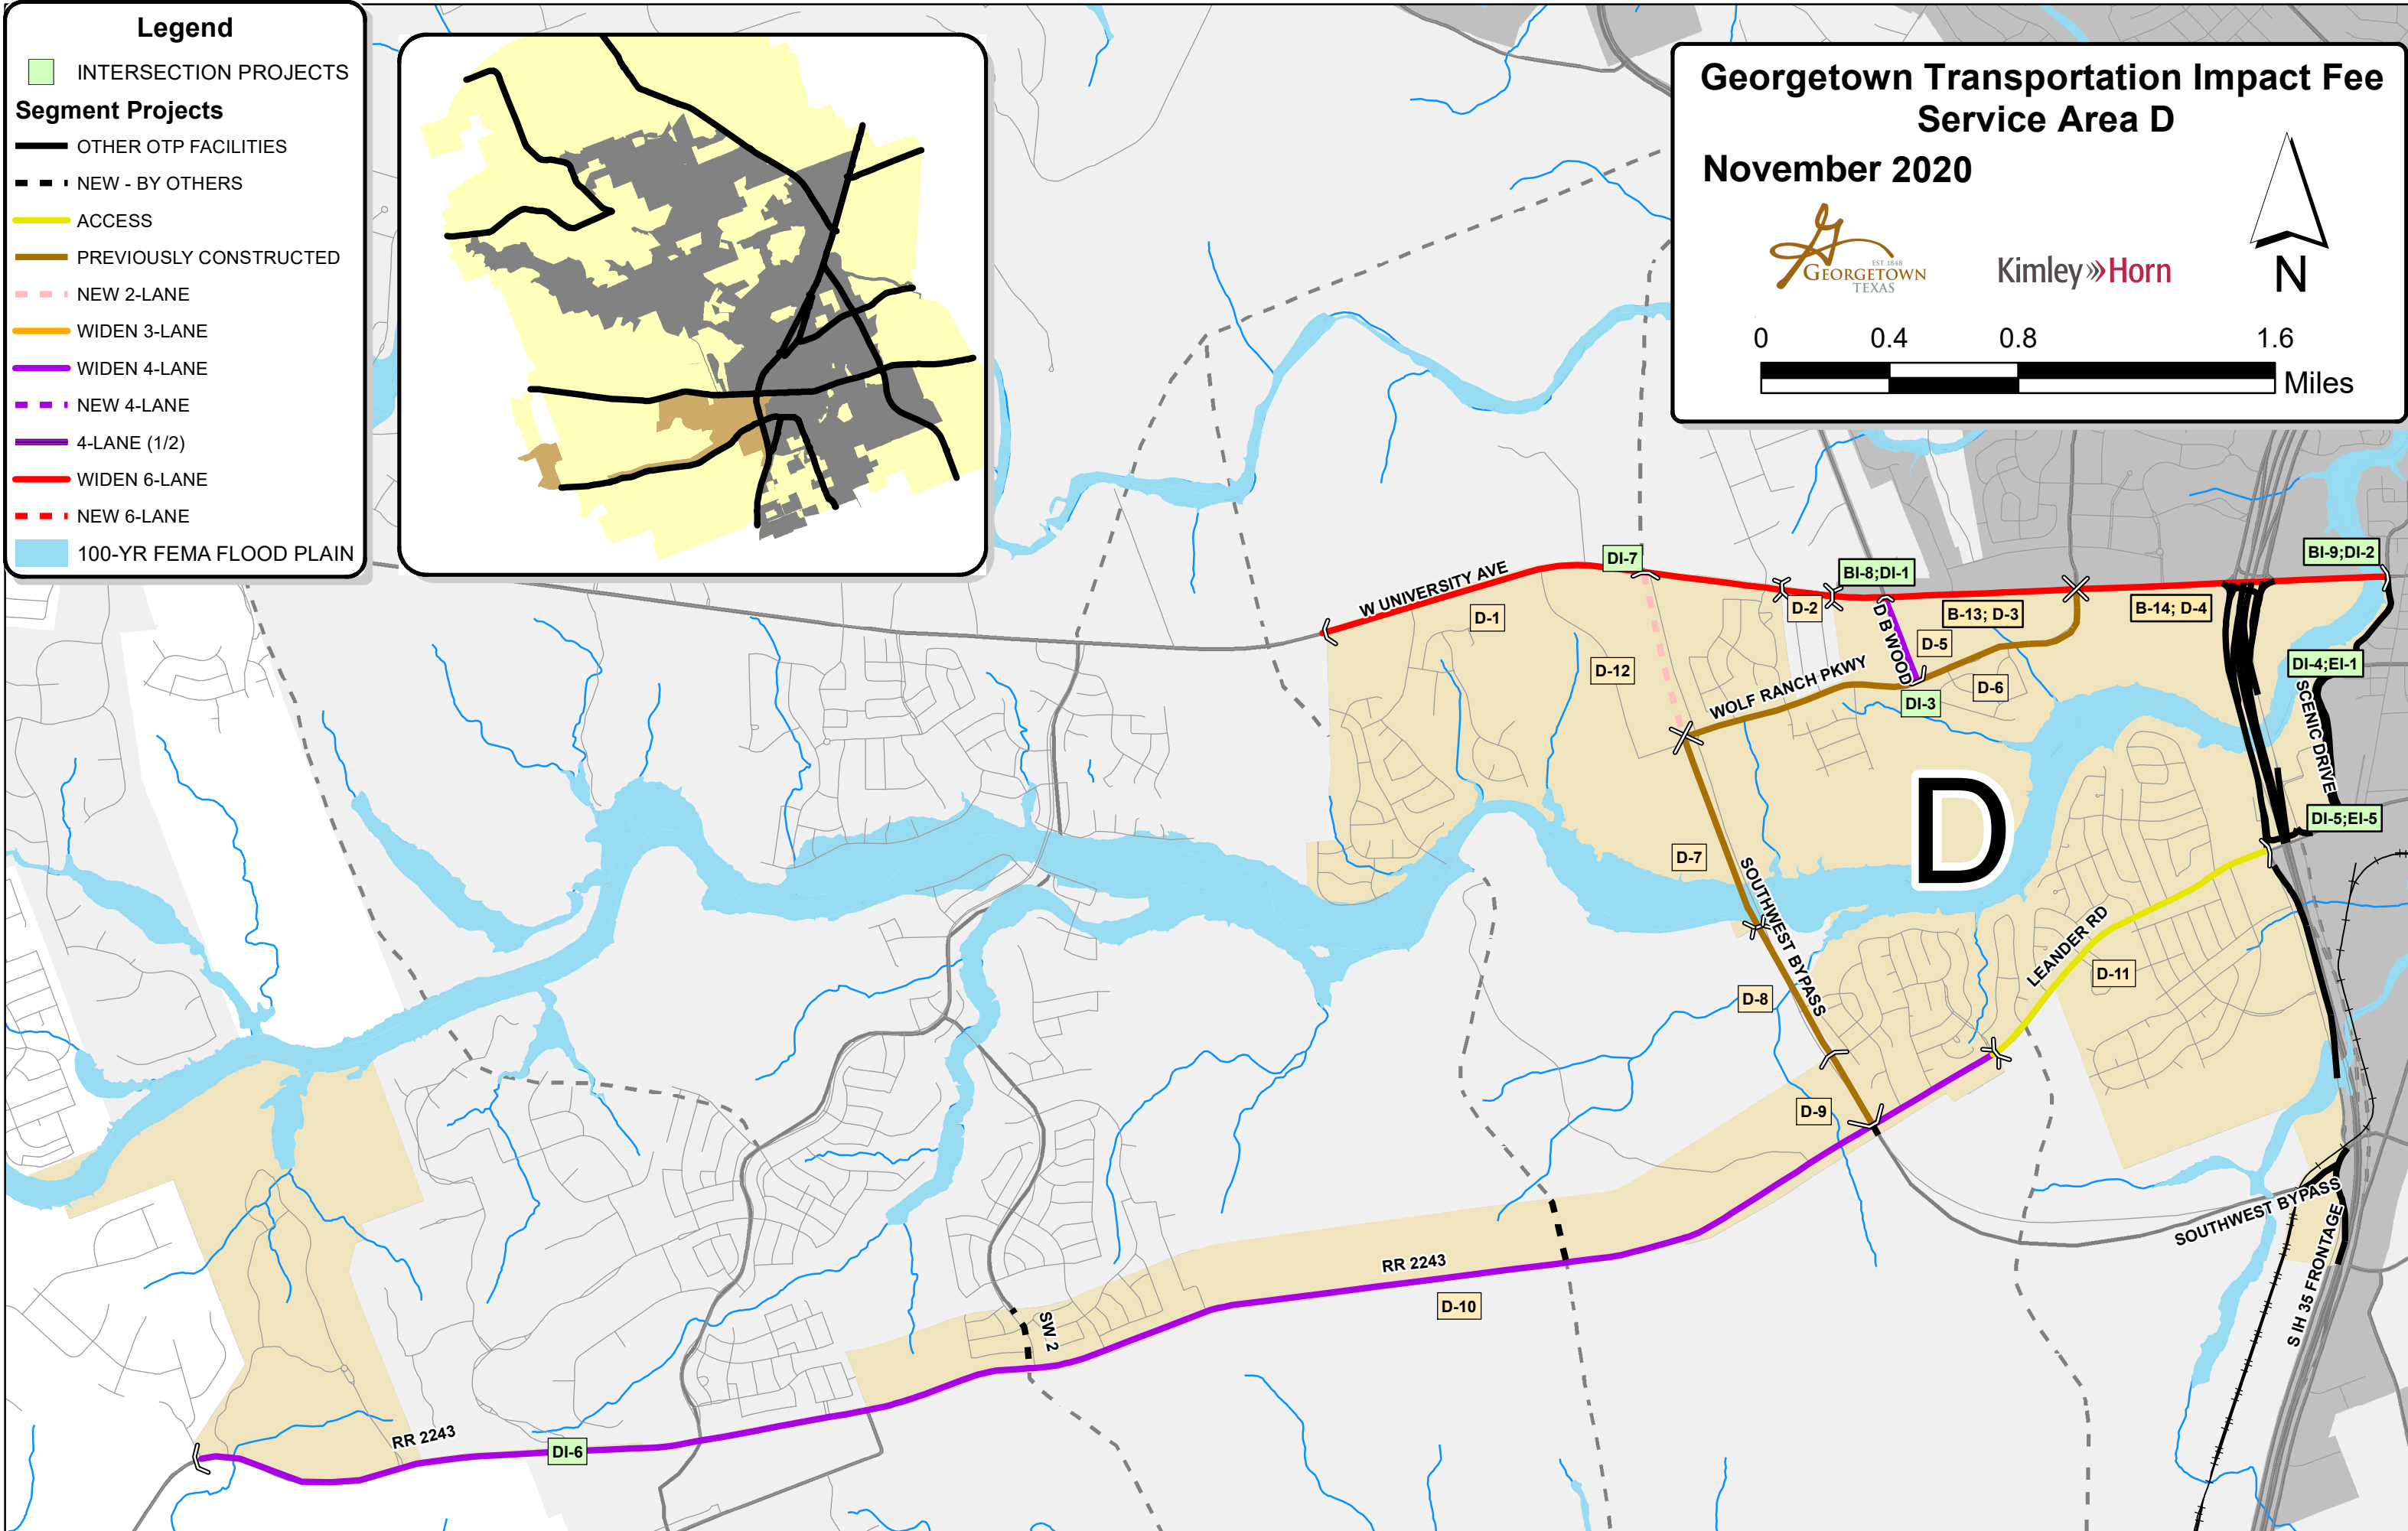 Legend
INTERSECTION PROJECTS
Segment Projects
OTHER OTP FACILITIES
NEW - BY OTHERS
ACCESS
PREVIOUSLY CONSTRUCTED
NEW 2-LANE
WIDEN 3-LANE
WIDEN 4-LANE
NEW 4-LANE
4-LANE (1/2)
WIDEN 6-LANE
NEW 6-LANE
100-YR FEMA FLOOD PLAIN
Georgetown Transportation Impact Fee
Service Area D
November 2020
EST. 1848
GEORGETOWN
TEXAS
Kimley»Horn
N
0 0.4 0.8 1.6
Miles
DI-7
BI-8;DI-1
BI-9;DI-2
W UNIVERSITY AVE
D-1
D-2
D B WOOD
B-13; D-3
B-14; D-4
D-5
D-12
WOLF RANCH PKWY
D-6
DI-3
DI-4;EI-1
SCENIC DRIVE
DI-5;EI-5
D
D-7
SOUTHWEST BYPASS
D-8
LEANDER RD
D-11
D-9
SOUTHWEST BYPASS
S IH 35 FRONTAGE
RR 2243
D-10
SW 2
RR 2243
DI-6